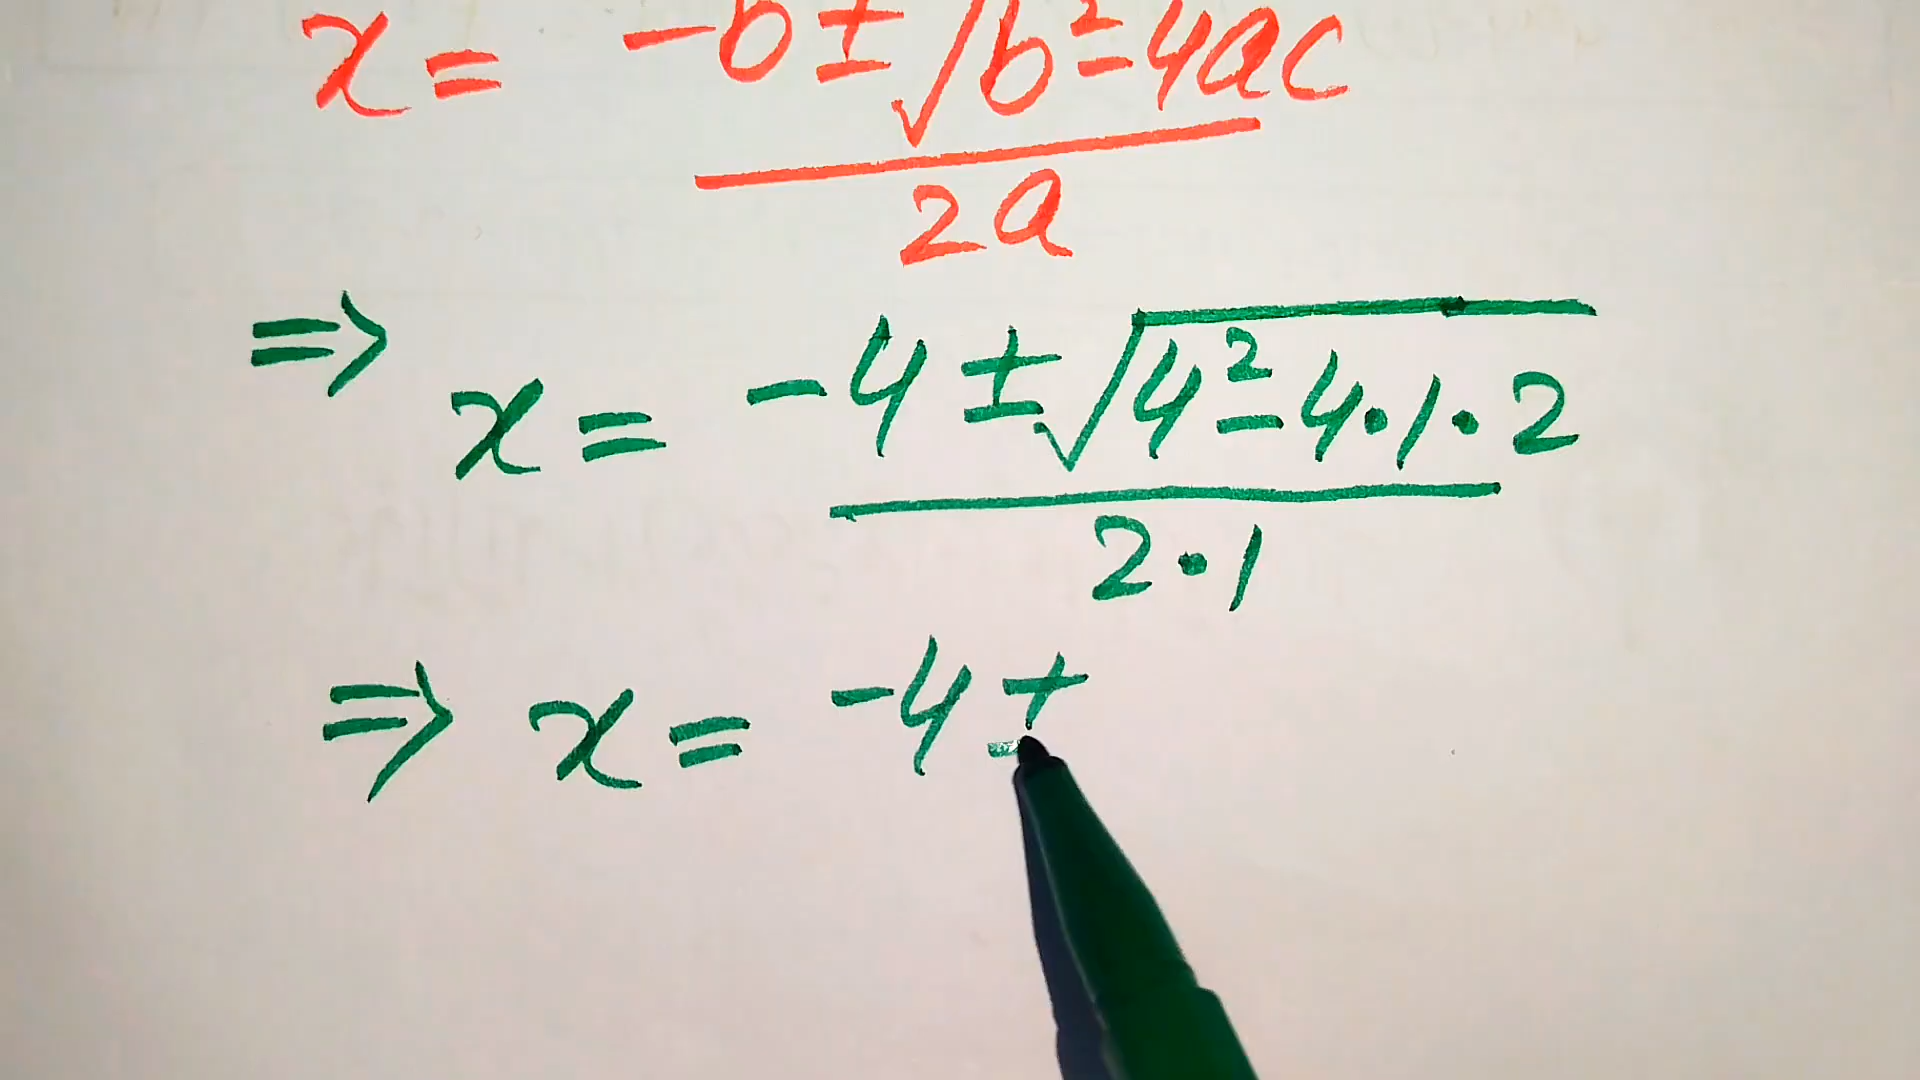 x = -b ± √b² - 4ac
2a
⇒ x = -4 ± √4² - 4·1·2
2·1
⇒ x = -4 ±